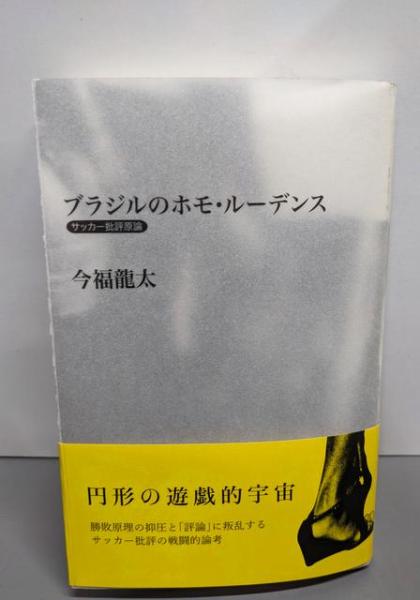 ブラジルのホモ・ルーデンス
サッカー批評原論
今福龍太
円形の遊戯的宇宙
勝敗原理の抑圧と「評論」に叛乱する
サッカー批評の戦闘的論考